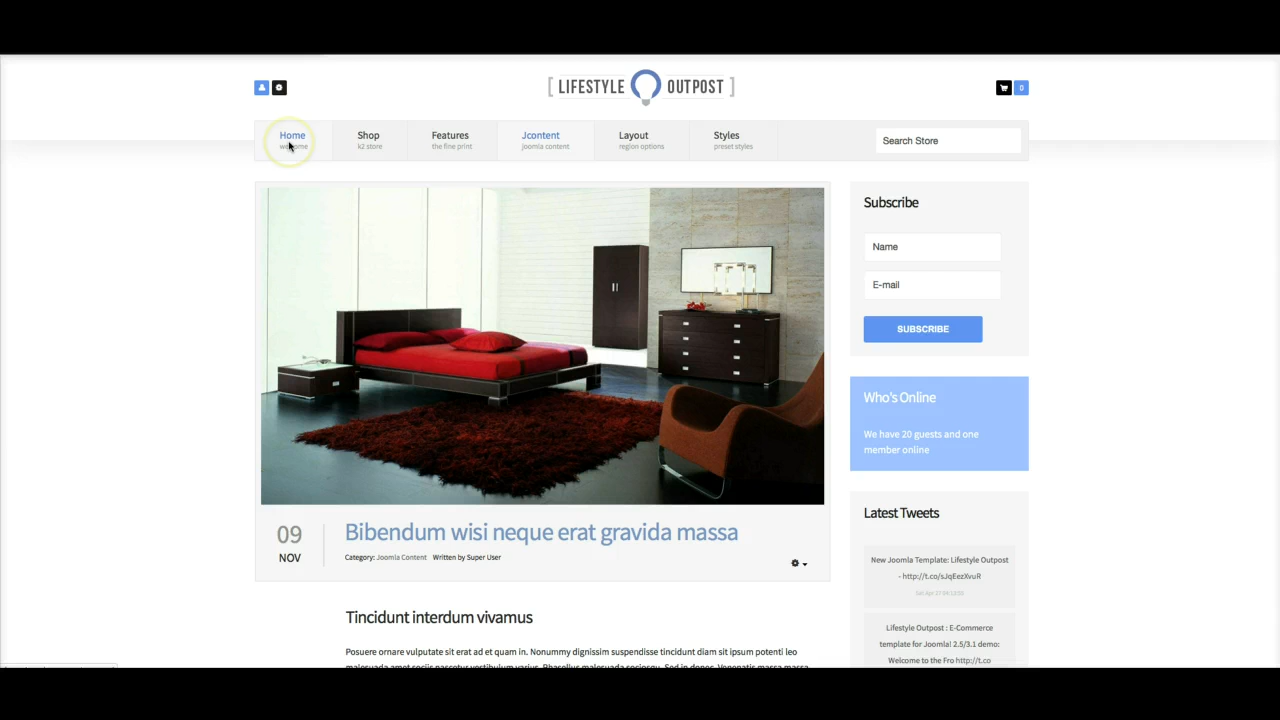 [ LIFESTYLE OUTPOST ]
0
Home
Shop
k2 store
Features
the fine print
Jcontent
joomla content
Layout
region options
Styles
preset styles
Search Store
Subscribe
Name
E-mail
SUBSCRIBE
Who's Online
We have 20 guests and one
member online
Latest Tweets
New Joomla Template: Lifestyle Outpost
- http://t.co/sJqEezXvuR
Lifestyle Outpost : E-Commerce
template for Joomla! 2.5/3.1 demo:
Welcome to the Fro http://t.co
09
NOV
Bibendum wisi neque erat gravida massa
Category: Joomla Content Written by Super User
Tincidunt interdum vivamus
Posuere ornare vulputate sit erat ad et quam in. Nonummy dignissim suspendisse tincidunt diam sit ipsum potenti leo